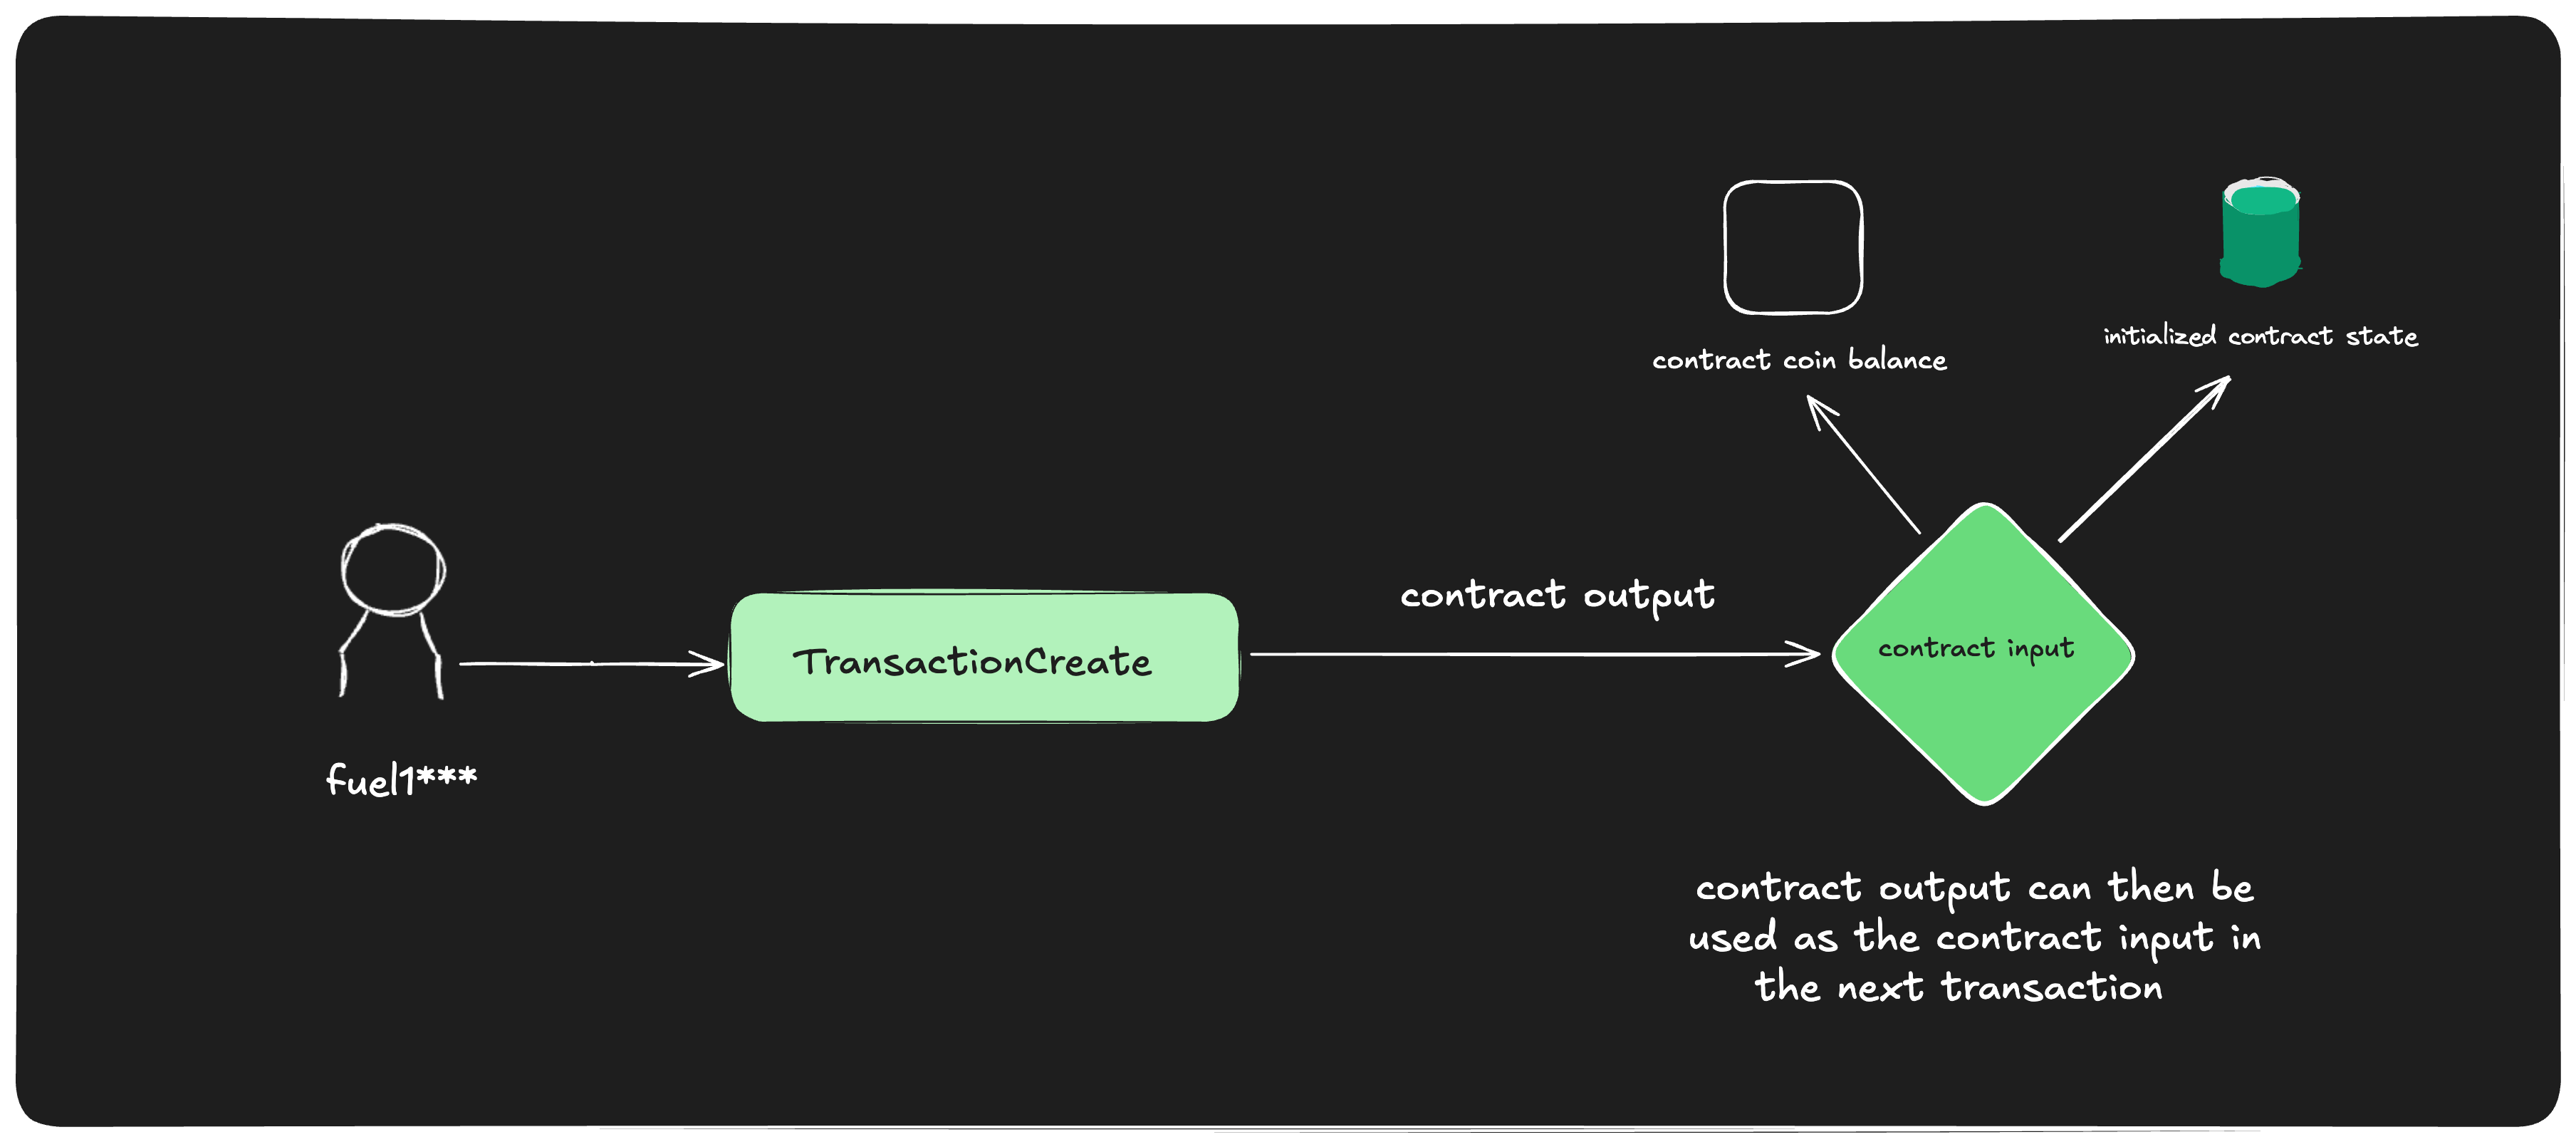 contract coin balance
initialized contract state
contract output
TransactionCreate
contract input
fuel1***
contract output can then be
used as the contract input in
the next transaction